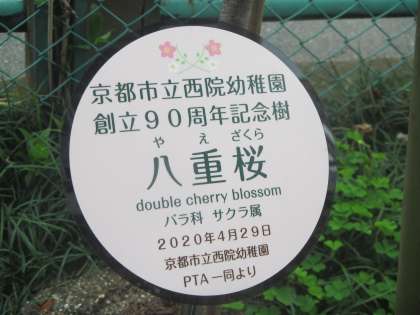 京都市立西院幼稚園
創立90周年記念樹
や え ざくら
八重桜
double cherry blossom
バラ科 サクラ属
2020年4月29日
京都市立西院幼稚園
PTA一同より